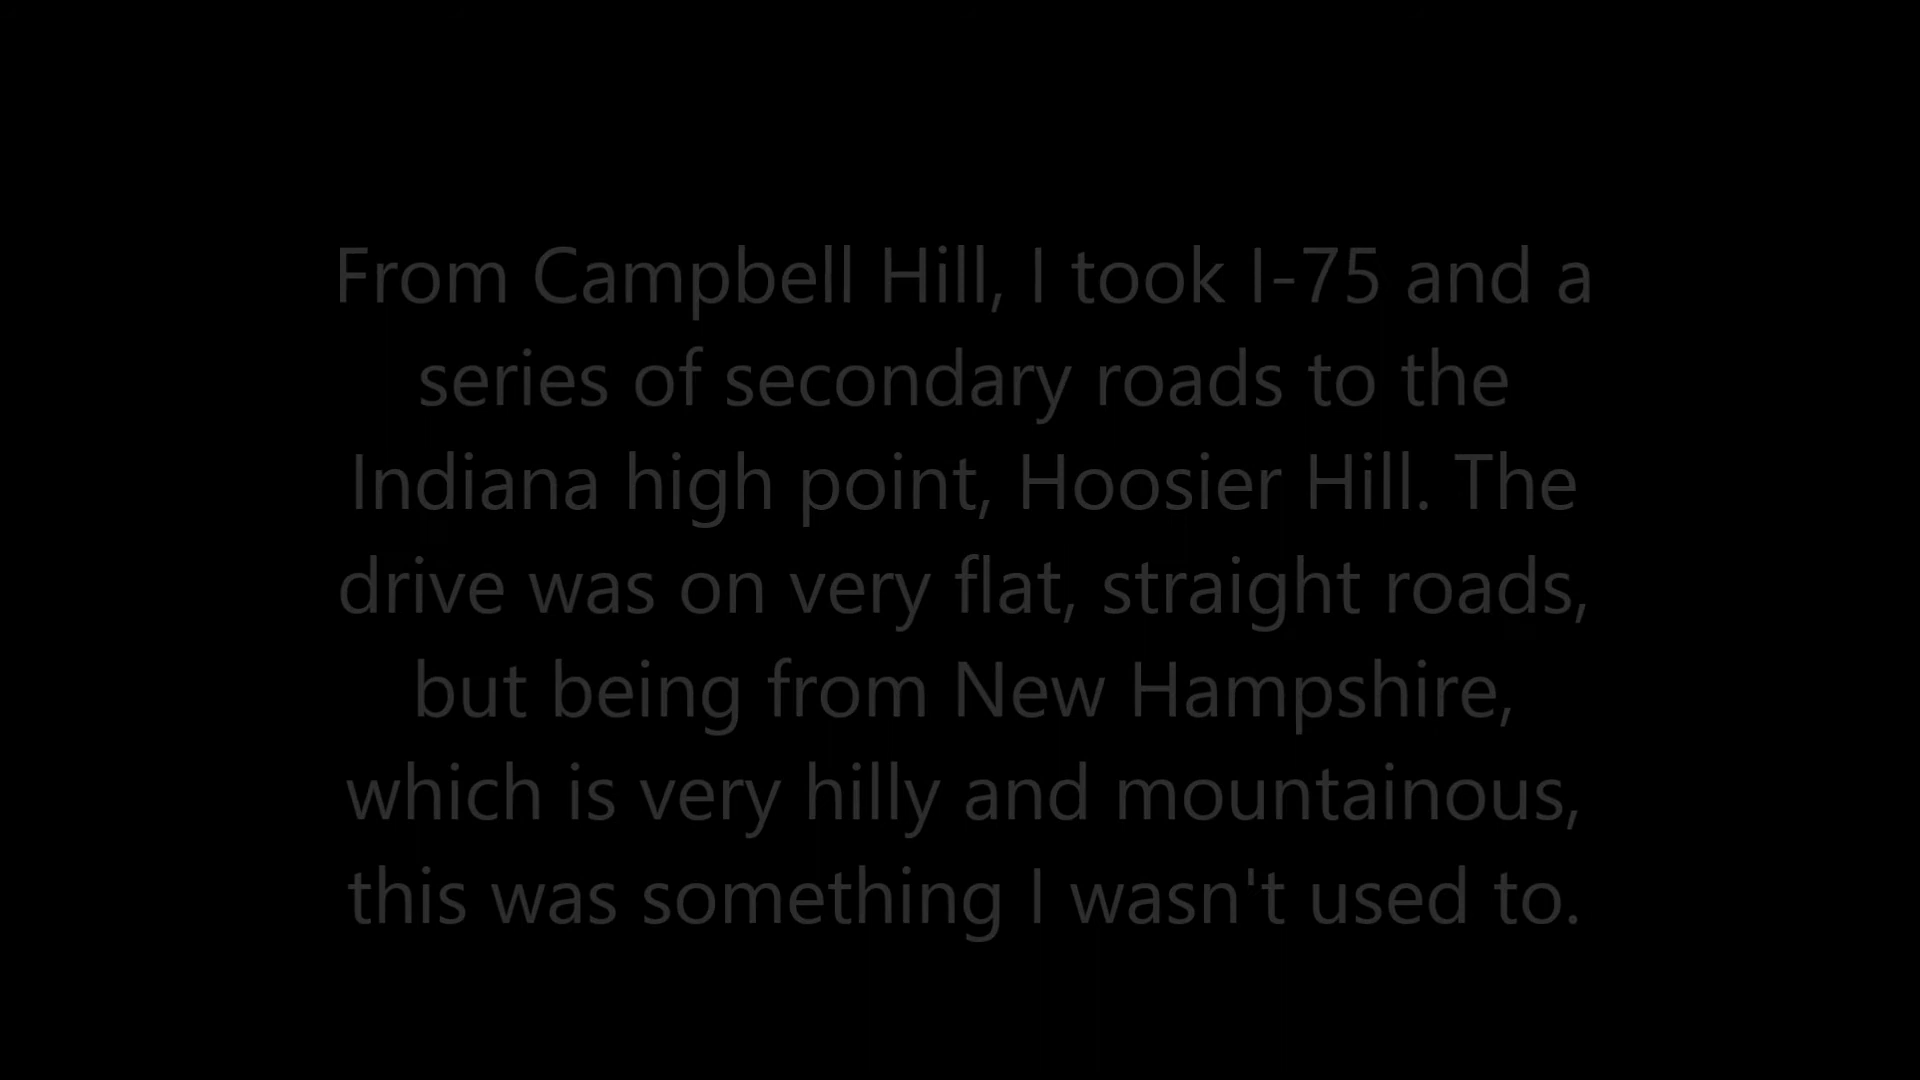 From Campbell Hill, I took I-75 and a
series of secondary roads to the
Indiana high point, Hoosier Hill. The
drive was on very flat, straight roads,
but being from New Hampshire,
which is very hilly and mountainous,
this was something I wasn't used to.